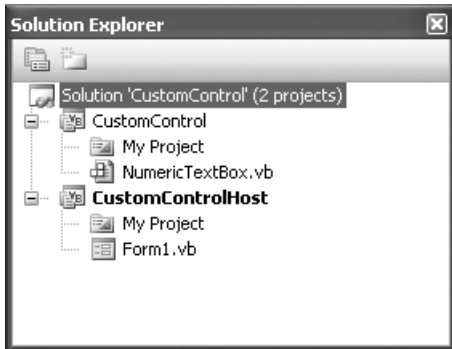 Solution Explorer
Solution 'CustomControl' (2 projects)
CustomControl
My Project
NumericTextBox.vb
CustomControlHost
My Project
Form1.vb